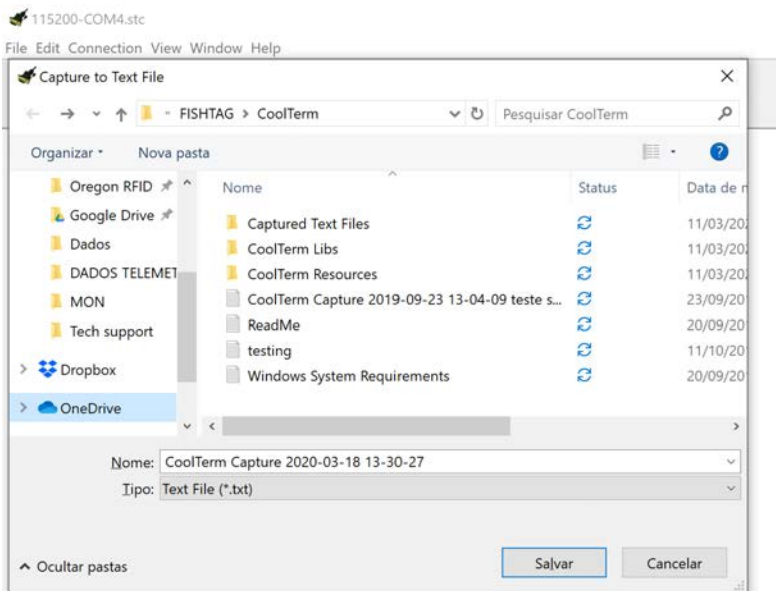 115200-COM4.stc
File Edit Connection View Window Help
Capture to Text File
FISHTAG > CoolTerm
Pesquisar CoolTerm
Organizar
Nova pasta
Nome
Status
Data de n
Oregon RFID
Google Drive
Dados
DADOS TELEMET
MON
Tech support
Dropbox
OneDrive
Captured Text Files 11/03/202
CoolTerm Libs 11/03/202
CoolTerm Resources 11/03/202
CoolTerm Capture 2019-09-23 13-04-09 teste s... 23/09/20
ReadMe 20/09/20
testing 11/10/20
Windows System Requirements 20/09/20
Nome: CoolTerm Capture 2020-03-18 13-30-27
Tipo: Text File (*.txt)
Ocultar pastas
Salvar
Cancelar